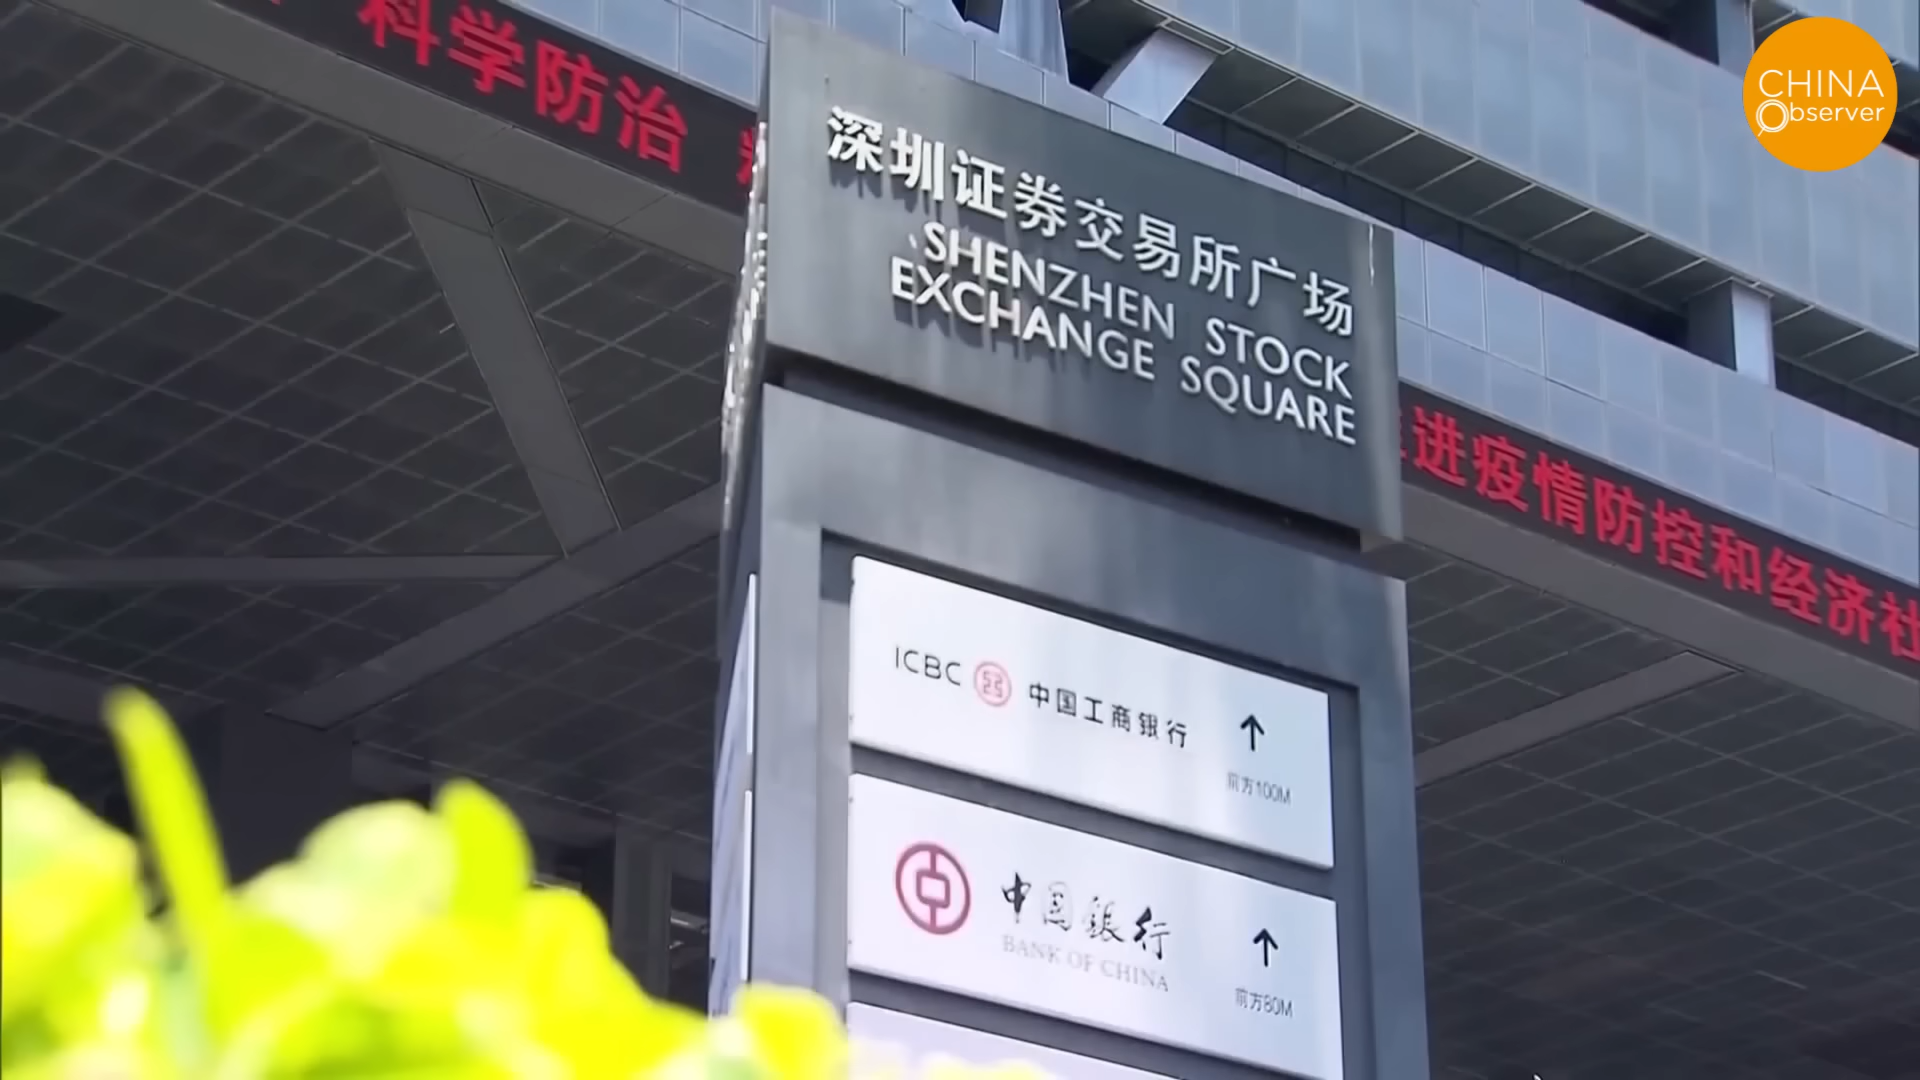 科学防治
CHINA
Observer
深圳证券交易所广场
SHENZHEN STOCK
EXCHANGE SQUARE
进疫情防控和经济社
ICBC 中国工商银行
前方100M
中国银行
BANK OF CHINA
前方80M